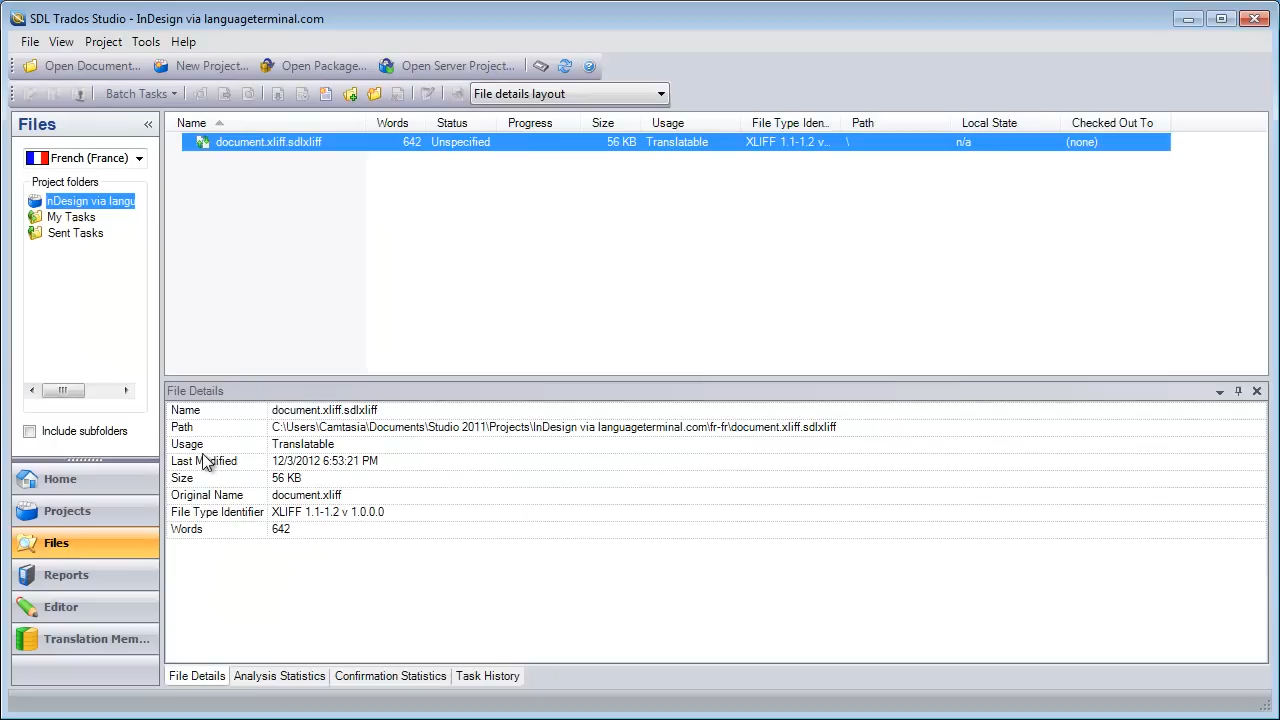 SDL Trados Studio - InDesign via languageterminal.com
File View Project Tools Help
Open Document... New Project... Open Package... Open Server Project...
Batch Tasks File details layout
Files «
French (France)
Project folders
nDesign via langu
My Tasks
Sent Tasks
Include subfolders
Home
Projects
Files
Reports
Editor
Translation Mem...
Name Words Status Progress Size Usage File Type Iden... Path Local State Checked Out To
document.xliff.sdlxliff 642 Unspecified 56 KB Translatable XLIFF 1.1-1.2 v... \ n/a (none)
File Details
Name document.xliff.sdlxliff
Path C:\Users\Camtasia\Documents\Studio 2011\Projects\InDesign via languageterminal.com\fr-fr\document.xliff.sdlxliff
Usage Translatable
Last Modified 12/3/2012 6:53:21 PM
Size 56 KB
Original Name document.xliff
File Type Identifier XLIFF 1.1-1.2 v 1.0.0.0
Words 642
File Details Analysis Statistics Confirmation Statistics Task History